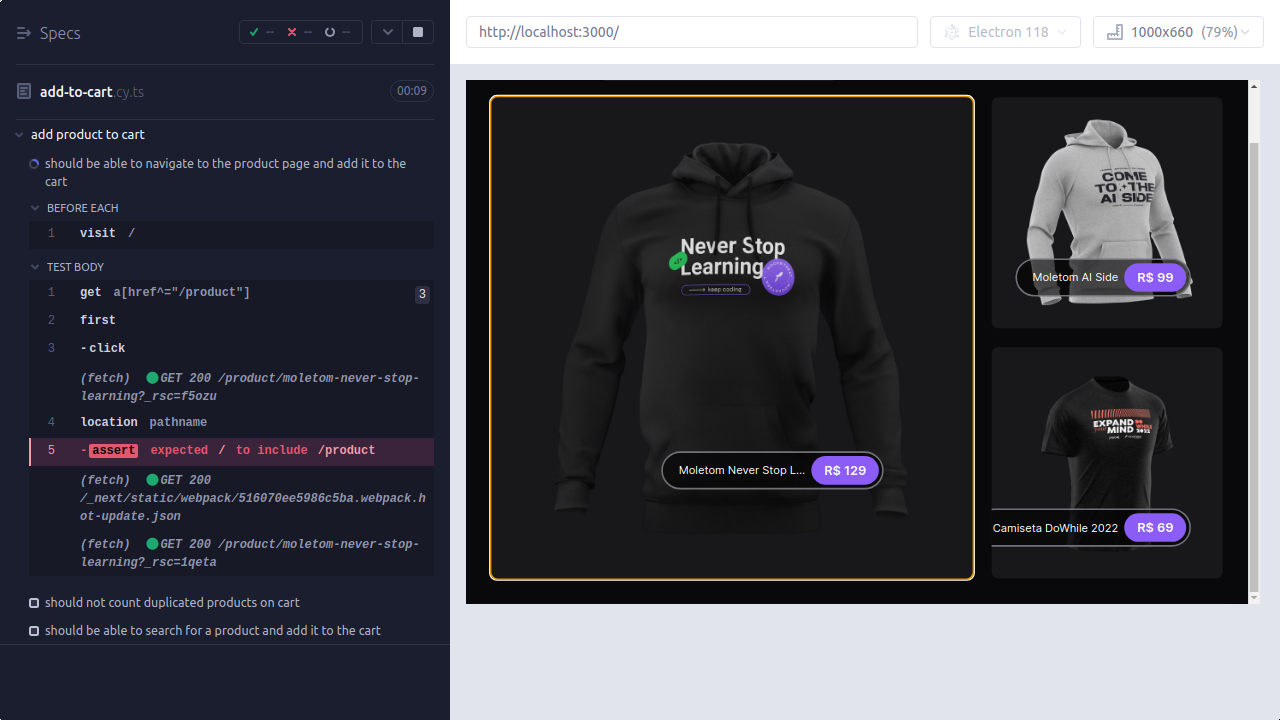 Specs
-- -- --
add-to-cart.cy.ts 00:09
add product to cart
should be able to navigate to the product page and add it to the
cart
BEFORE EACH
1 visit /
TEST BODY
1 get a[href^="/product"] 3
2 first
3 -click
(fetch) GET 200 /product/moletom-never-stop-
learning?_rsc=f5ozu
4 location pathname
5 -assert expected / to include /product
(fetch) GET 200
/_next/static/webpack/516070ee5986c5ba.webpack.h
ot-update.json
(fetch) GET 200 /product/moletom-never-stop-
learning?_rsc=1qeta
should not count duplicated products on cart
should be able to search for a product and add it to the cart
http://localhost:3000/
Electron 118
1000x660 (79%)
Never Stop
Learning
keep coding
Moletom Never Stop L... R$ 129
COME
TO THE
AI SIDE
Moletom AI Side R$ 99
EXPAND
MIND
DO
WHILE
2022
Camiseta DoWhile 2022 R$ 69